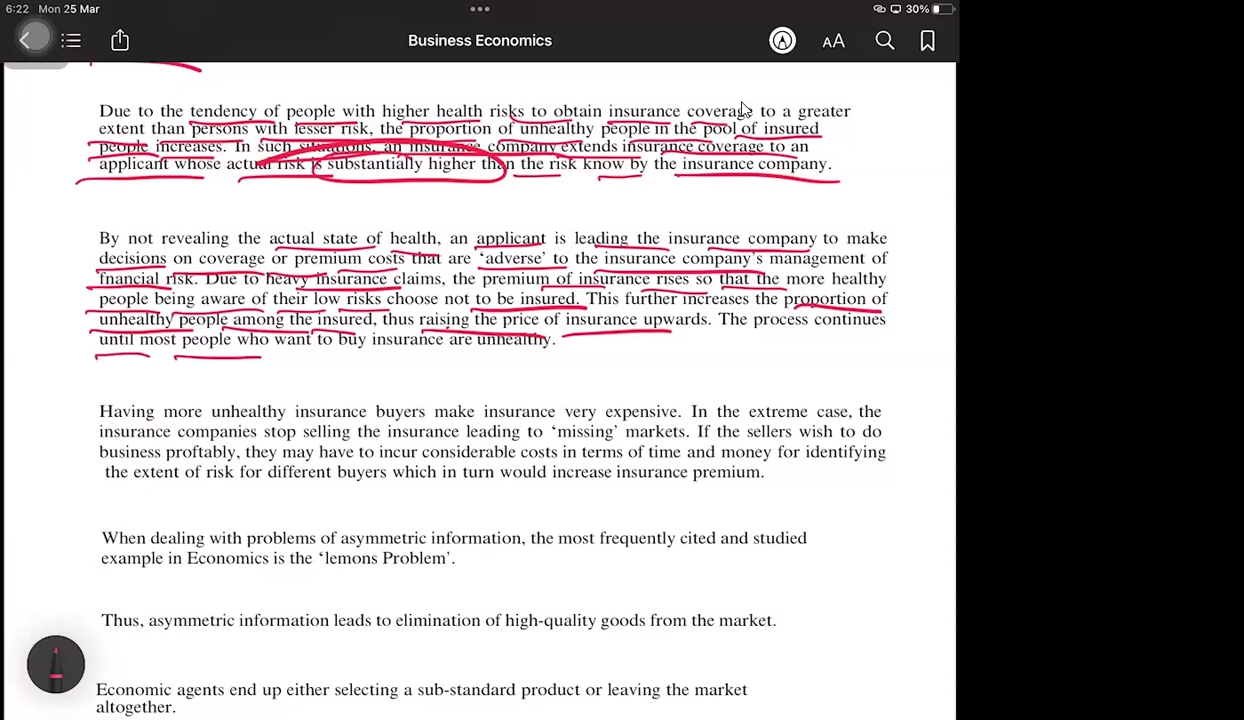 6:22 Mon 25 Mar
30%
Business Economics
AA
Due to the tendency of people with higher health risks to obtain insurance coverage to a greater
extent than persons with lesser risk, the proportion of unhealthy people in the pool of insured
people increases. In such situations, an insurance company extends insurance coverage to an
applicant whose actual risk is substantially higher than the risk know by the insurance company.
By not revealing the actual state of health, an applicant is leading the insurance company to make
decisions on coverage or premium costs that are ‘adverse’ to the insurance company’s management of
fnancial risk. Due to heavy insurance claims, the premium of insurance rises so that the more healthy
people being aware of their low risks choose not to be insured. This further increases the proportion of
unhealthy people among the insured, thus raising the price of insurance upwards. The process continues
until most people who want to buy insurance are unhealthy.
Having more unhealthy insurance buyers make insurance very expensive. In the extreme case, the
insurance companies stop selling the insurance leading to ‘missing’ markets. If the sellers wish to do
business proftably, they may have to incur considerable costs in terms of time and money for identifying
the extent of risk for different buyers which in turn would increase insurance premium.
When dealing with problems of asymmetric information, the most frequently cited and studied
example in Economics is the ‘lemons Problem’.
Thus, asymmetric information leads to elimination of high-quality goods from the market.
Economic agents end up either selecting a sub-standard product or leaving the market
altogether.